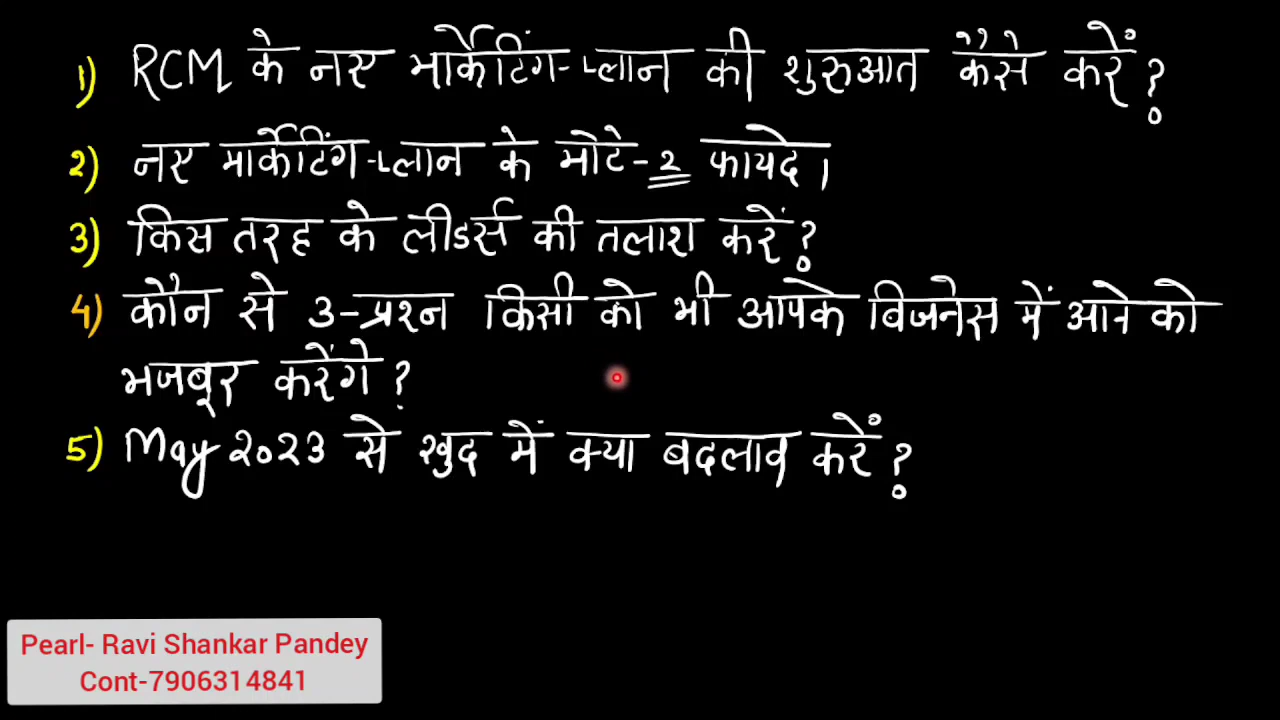 1) RCM के नए मार्केटिंग-प्लान की शुरुआत कैसे करें ?
2) नए मार्केटिंग-प्लान के मोटे-2 फायदे।
3) किस तरह के लीडर्स की तलाश करें ?
4) कौन से 3-प्रश्न किसी को भी आपके बिजनेस में आने को
मजबूर करेंगे ?
5) May 2023 से खुद में क्या बदलाव करें ?
Pearl- Ravi Shankar Pandey
Cont-7906314841